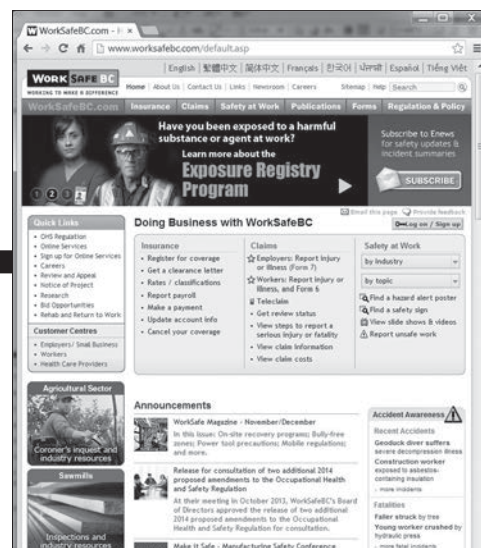 WorkSafeBC.com - H
www.worksafebc.com/default.asp
English | 繁體中文 | 简体中文 | Français | 한국어 | ਪੰਜਾਬੀ | Español | Tiếng Việt
WORK SAFE BC
WORKING TO MAKE A DIFFERENCE
Home | About Us | Contact Us | Links | Newsroom | Careers
Sitemap | Help Search
WorkSafeBC.com Insurance Claims Safety at Work Publications Forms Regulation & Policy
Have you been exposed to a harmful
substance or agent at work?
Learn more about the
Exposure Registry
Program
1 2 3
Subscribe to Enews
for safety updates &
incident summaries
SUBSCRIBE
Email this page Provide feedback
Quick Links
• OHS Regulation
• Online Services
• Sign up for Online Services
• Careers
• Review and Appeal
• Notice of Project
• Research
• Bid Opportunities
• Rehab and Return to Work
Customer Centres
• Employers/ Small Business
• Workers
• Health Care Providers
Agricultural Sector
Coroner's inquest and
industry resources
Sawmills
Inspections and
industry resources
Doing Business with WorkSafeBC
Log on / Sign up
Insurance
• Register for coverage
• Get a clearance letter
• Rates / classifications
• Report payroll
• Make a payment
• Update account info
• Cancel your coverage
Claims
Employers: Report injury
or illness (Form 7)
Workers: Report injury or
illness, and Form 6
Teleclaim
• Get review status
• View steps to report a
serious injury or fatality
• View claim information
• View claim costs
Safety at Work
by industry
by topic
Find a hazard alert poster
Find a safety sign
View slide shows & videos
Report unsafe work
Announcements
WorkSafe Magazine - November/December
In this issue: On-site recovery programs; Bully-free
zones; Power tool precautions; Mobile regulations;
and more.
Release for consultation of two additional 2014
proposed amendments to the Occupational Health
and Safety Regulation
At their meeting in October 2013, WorkSafeBC's Board
of Directors approved the release of two additional
2014 proposed amendments to the Occupational
Health and Safety Regulation for consultation.
Make It Safe - Manufacturing Safety Conference
Accident Awareness
Recent Accidents
Geoduck diver suffers
severe decompression illness
Construction worker
exposed to asbestos-
containing insulation
more incidents
Fatalities
Faller struck by tree
Young worker crushed by
hydraulic press
more fatal incidents